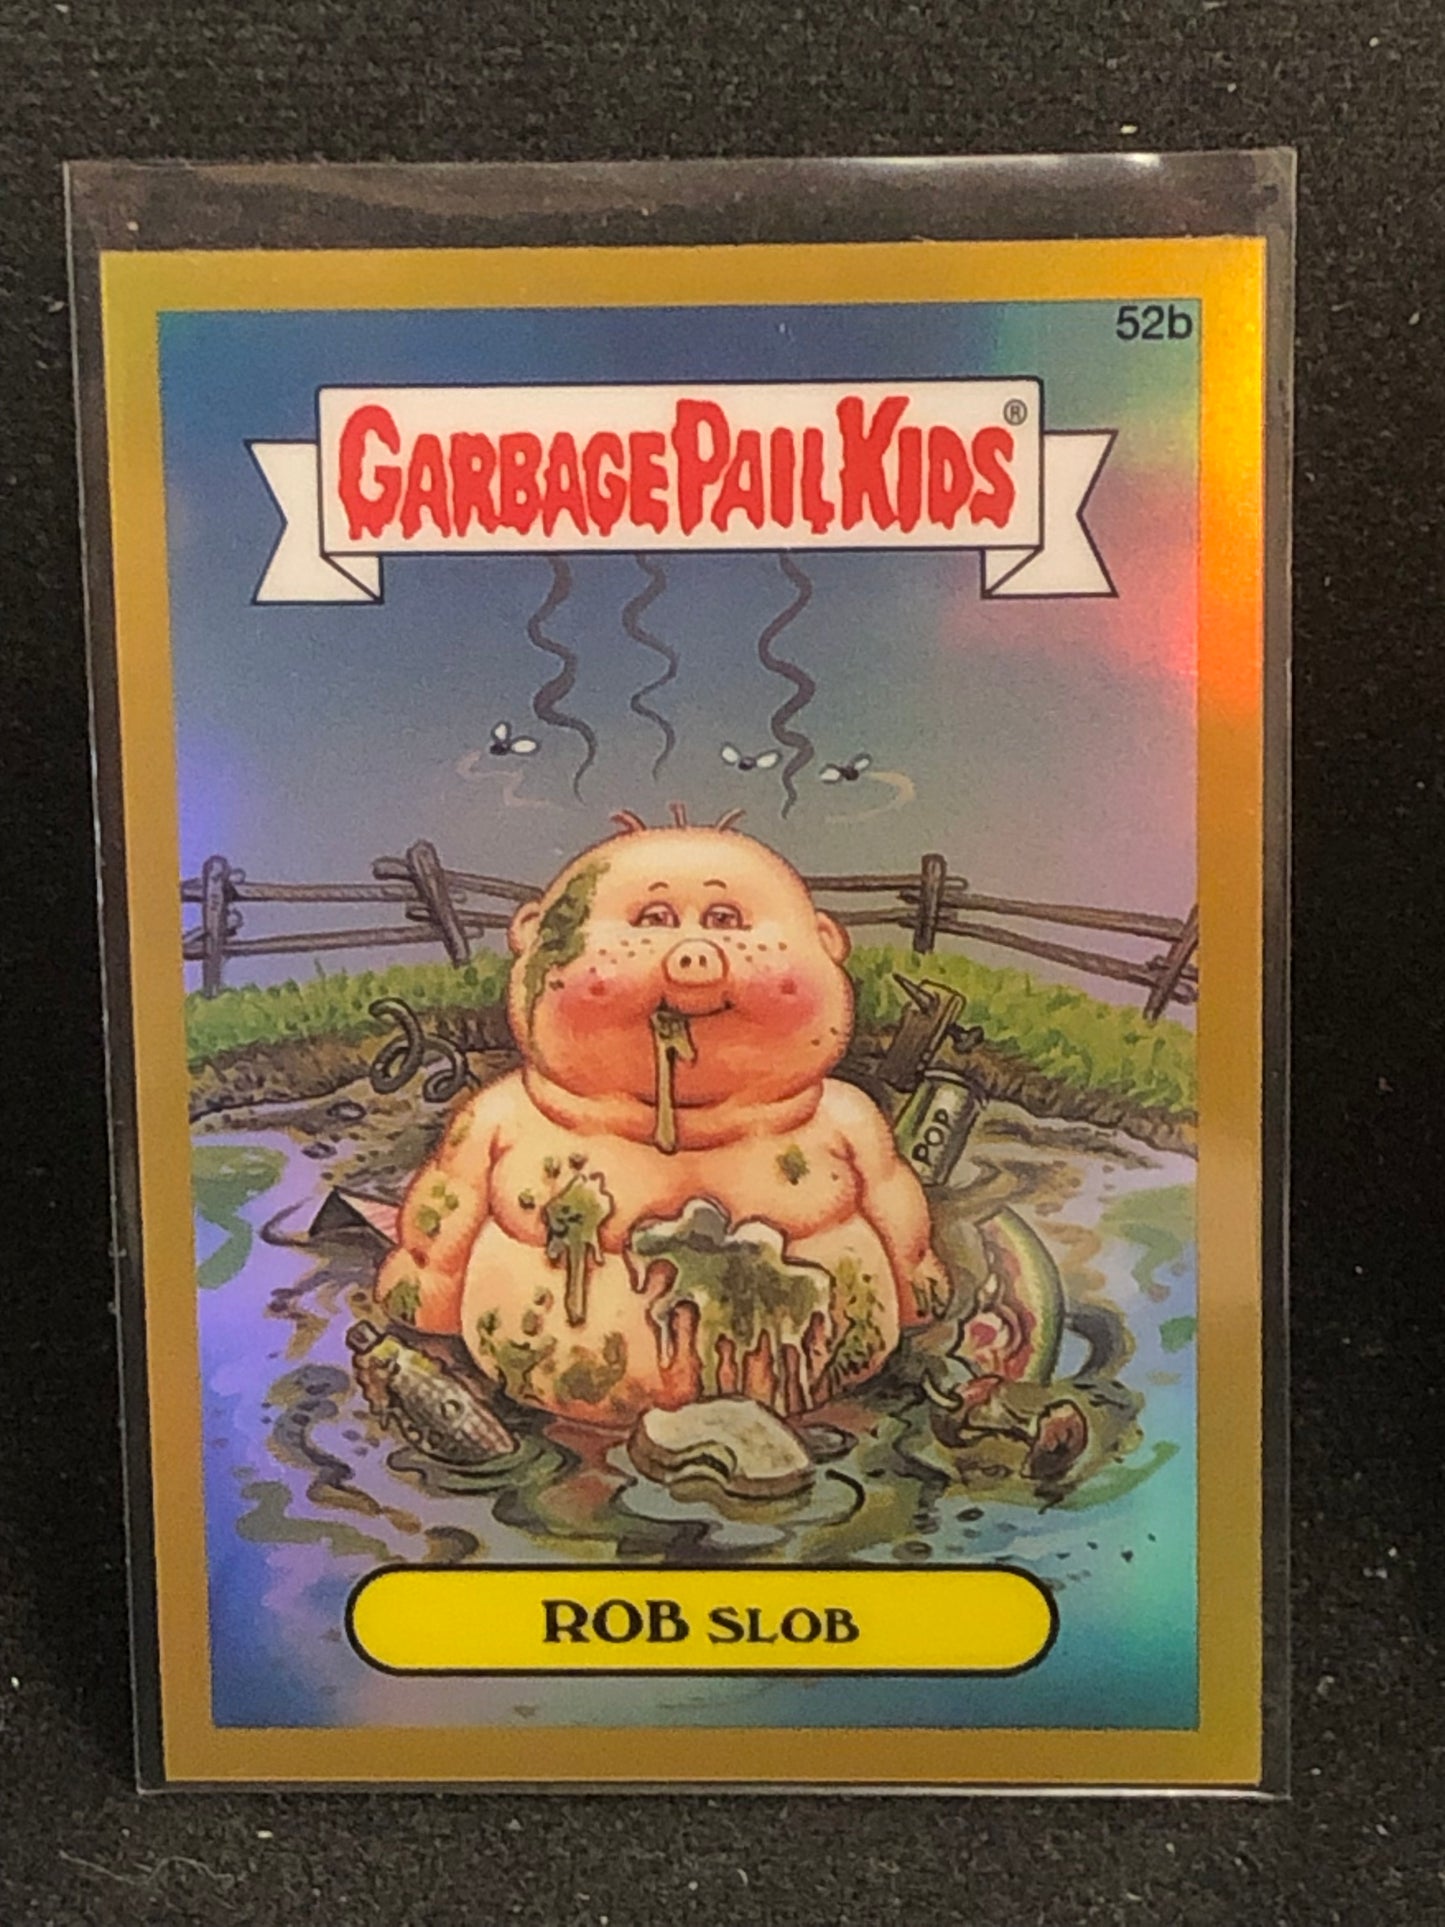 52b
GARBAGE PAIL KIDS®
POP
ROB SLOB